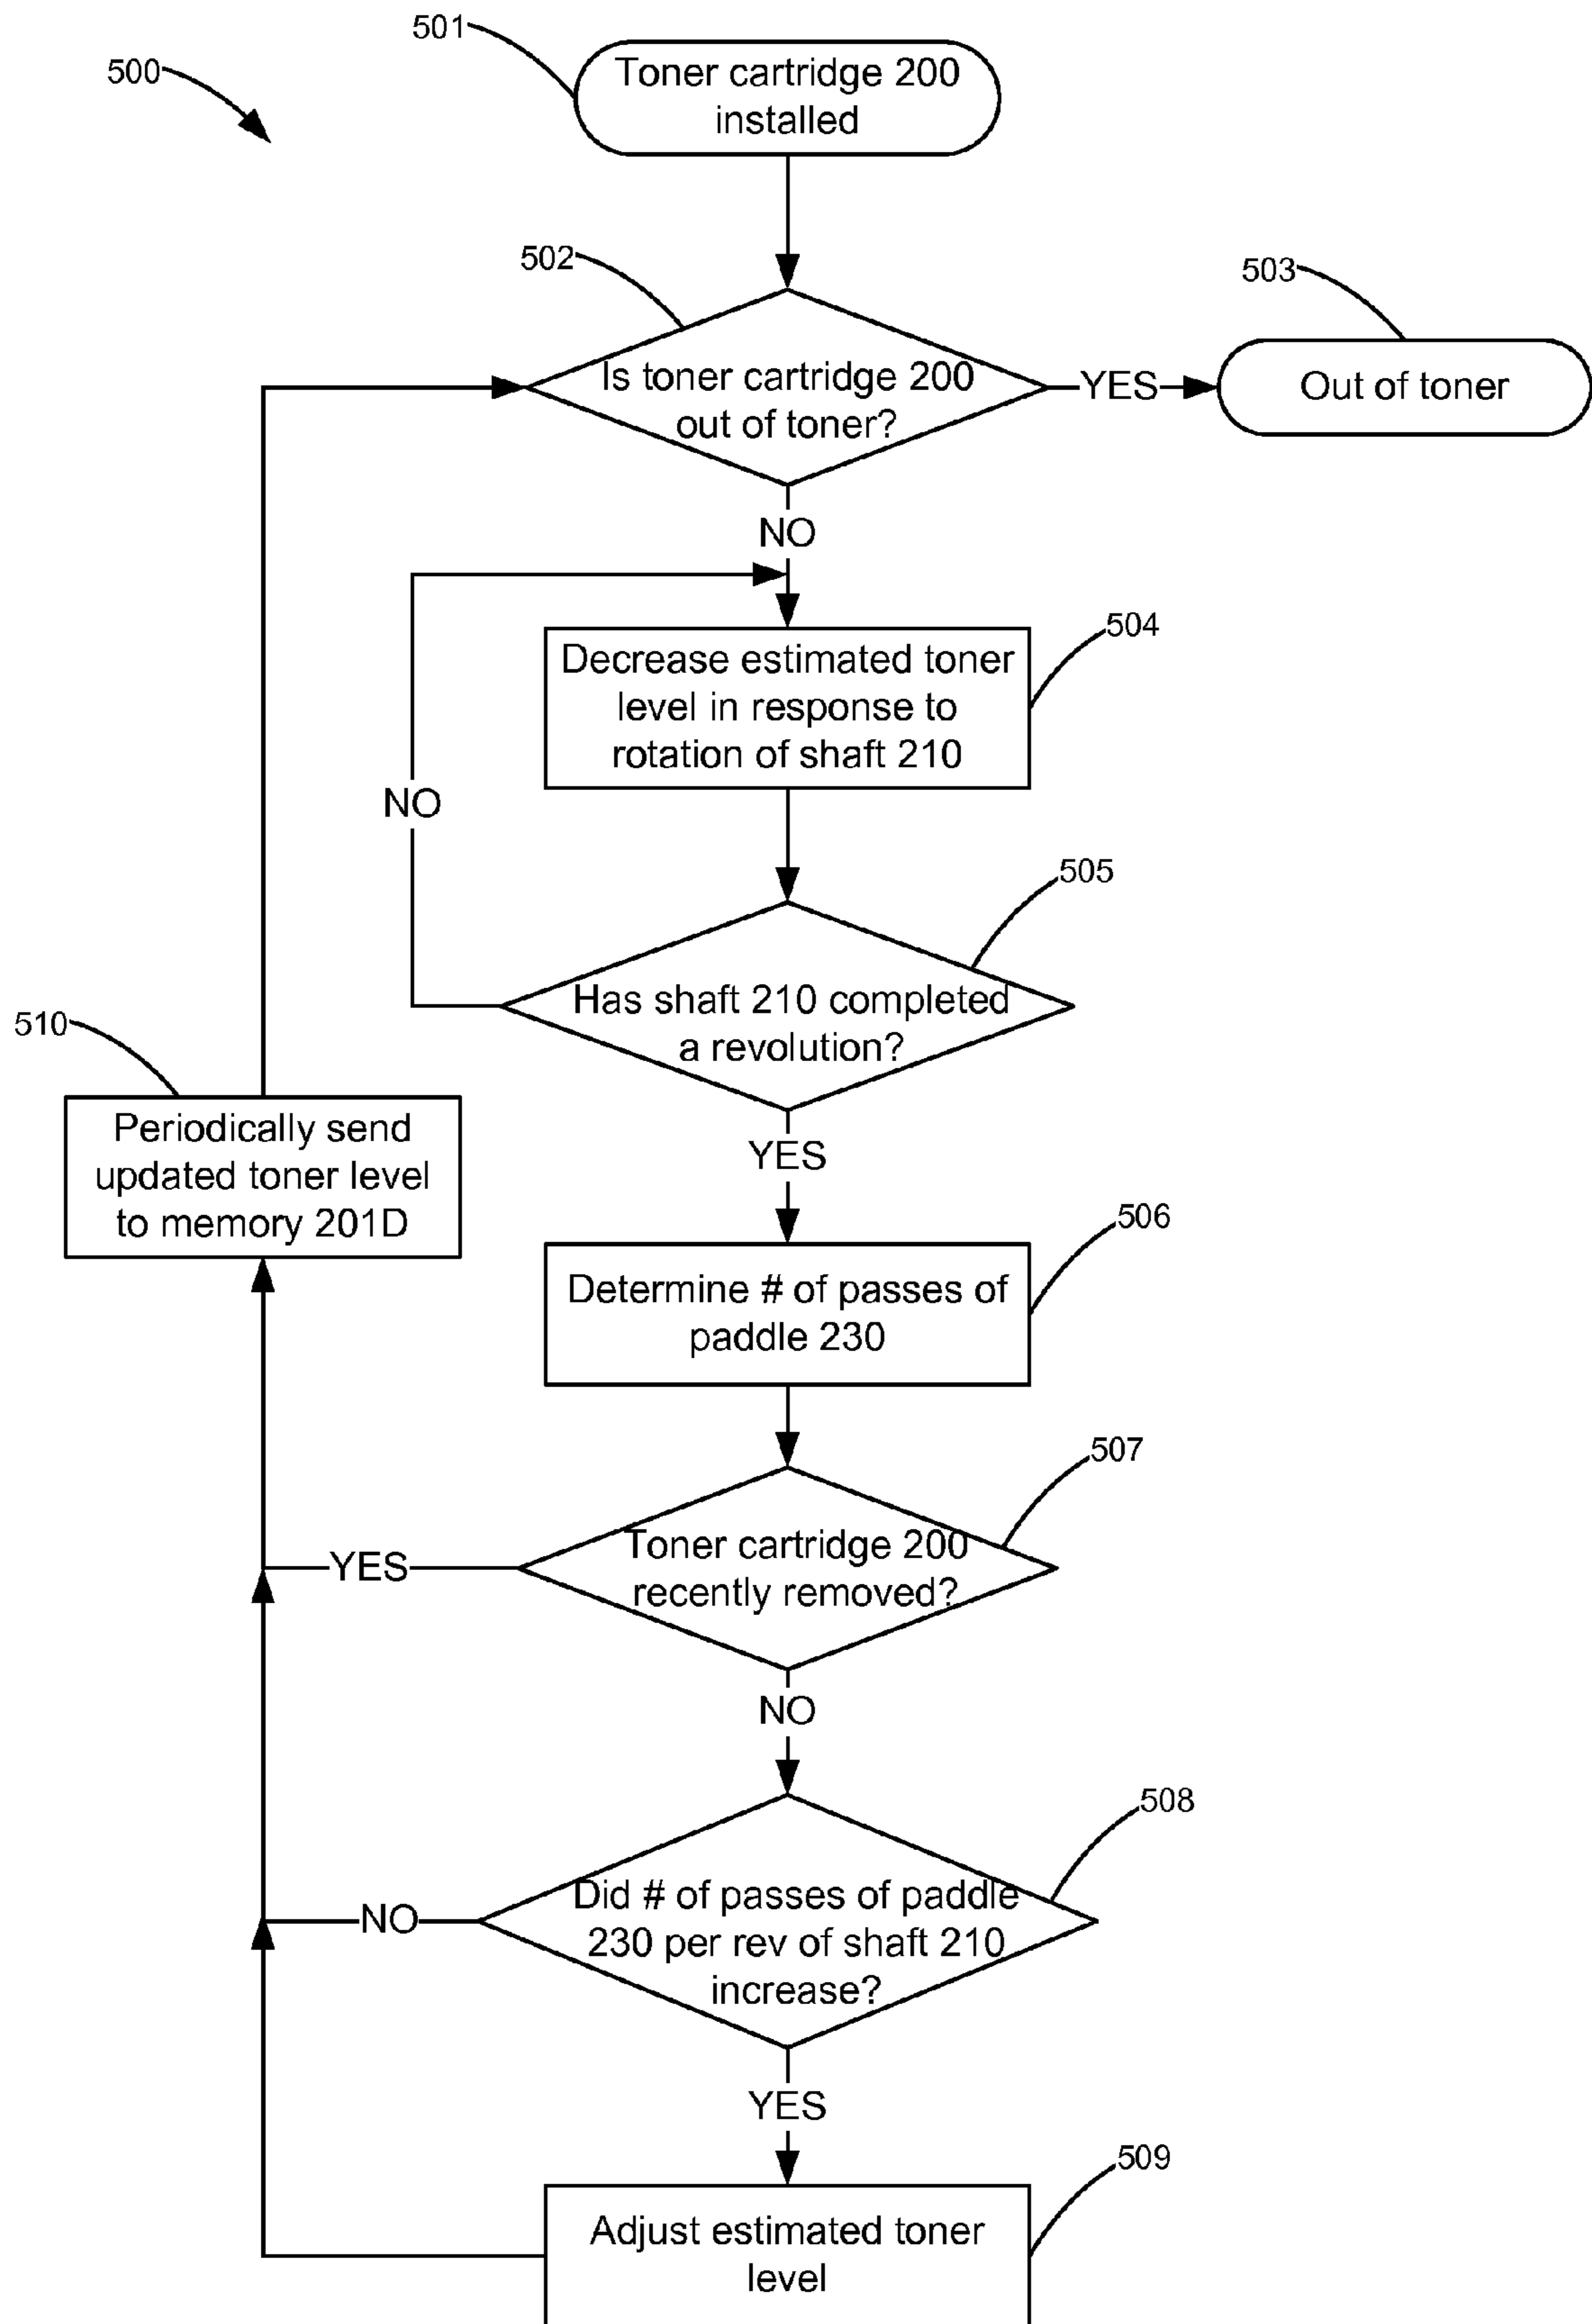 501
500
Toner cartridge 200
installed
502
503
Is toner cartridge 200
out of toner?
YES
Out of toner
NO
504
Decrease estimated toner
level in response to
rotation of shaft 210
NO
505
Has shaft 210 completed
a revolution?
510
Periodically send
updated toner level
to memory 201D
YES
506
Determine # of passes of
paddle 230
507
Toner cartridge 200
recently removed?
YES
NO
508
Did # of passes of paddle
230 per rev of shaft 210
increase?
NO
YES
509
Adjust estimated toner
level